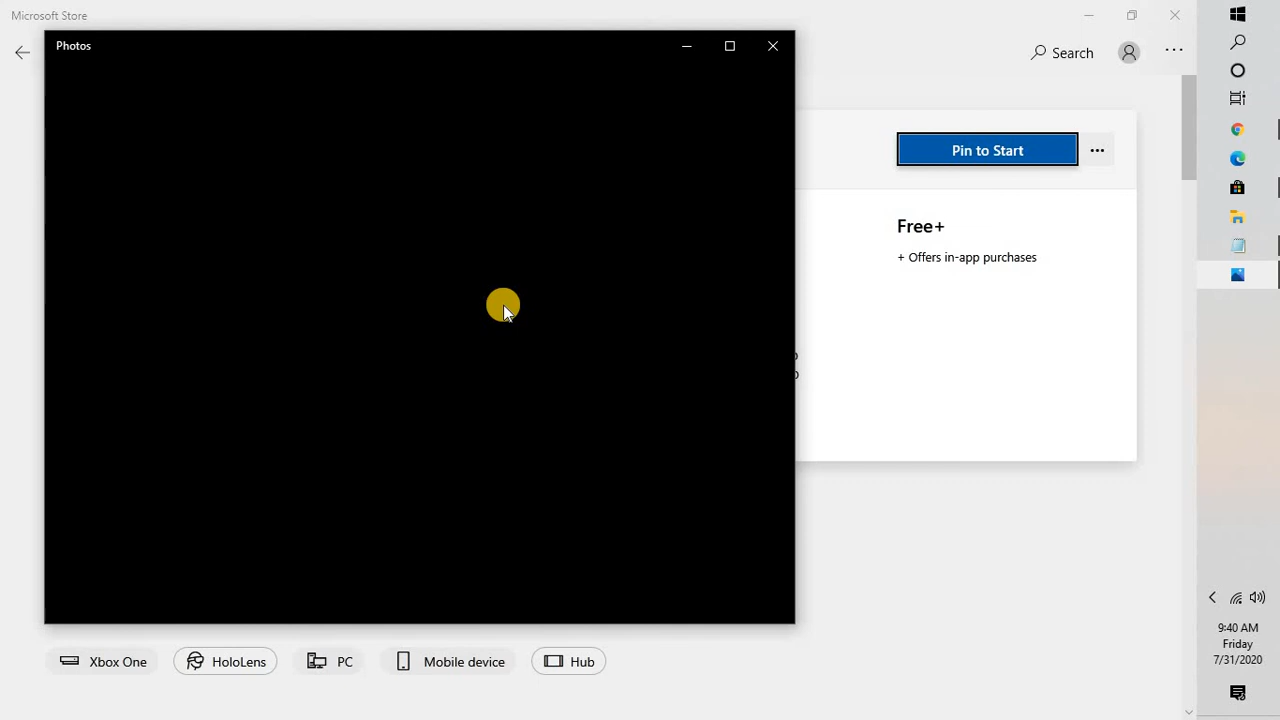 Microsoft Store
Photos
Search
Pin to Start
Free+
+ Offers in-app purchases
Xbox One
HoloLens
PC
Mobile device
Hub
9:40 AM
Friday
7/31/2020